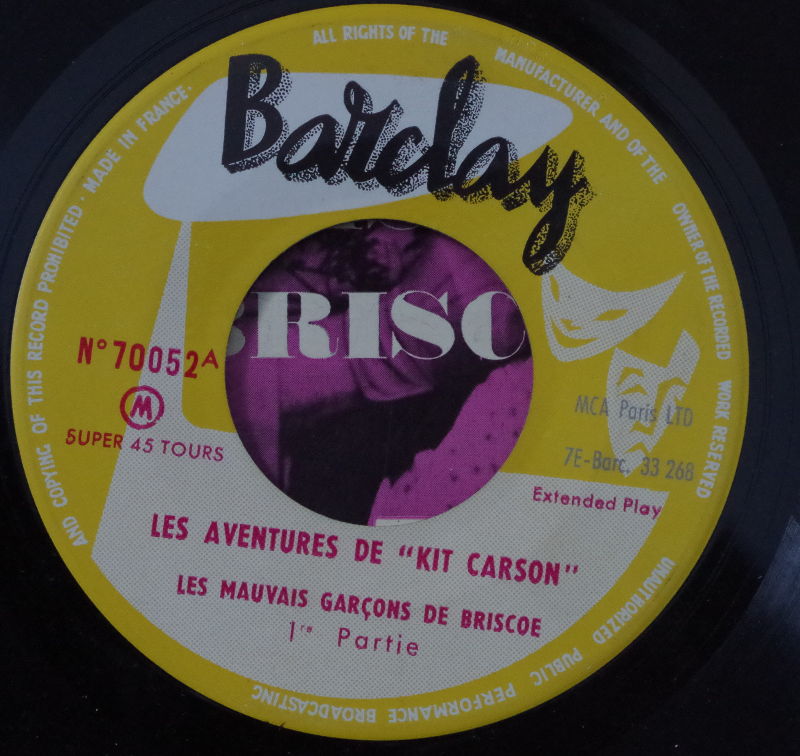 ALL RIGHTS OF THE MANUFACTURER AND OF THE OWNER OF THE RECORDED WORK RESERVED
UNAUTHORIZED PUBLIC PERFORMANCE BROADCASTING
AND COPYING OF THIS RECORD PROHIBITED · MADE IN FRANCE ·
Barclay
BRISC
N° 70052 A
M
SUPER 45 TOURS
MCA Paris LTD
7E-Barc. 33 268
Extended Play
LES AVENTURES DE "KIT CARSON"
LES MAUVAIS GARÇONS DE BRISCOE
1re Partie